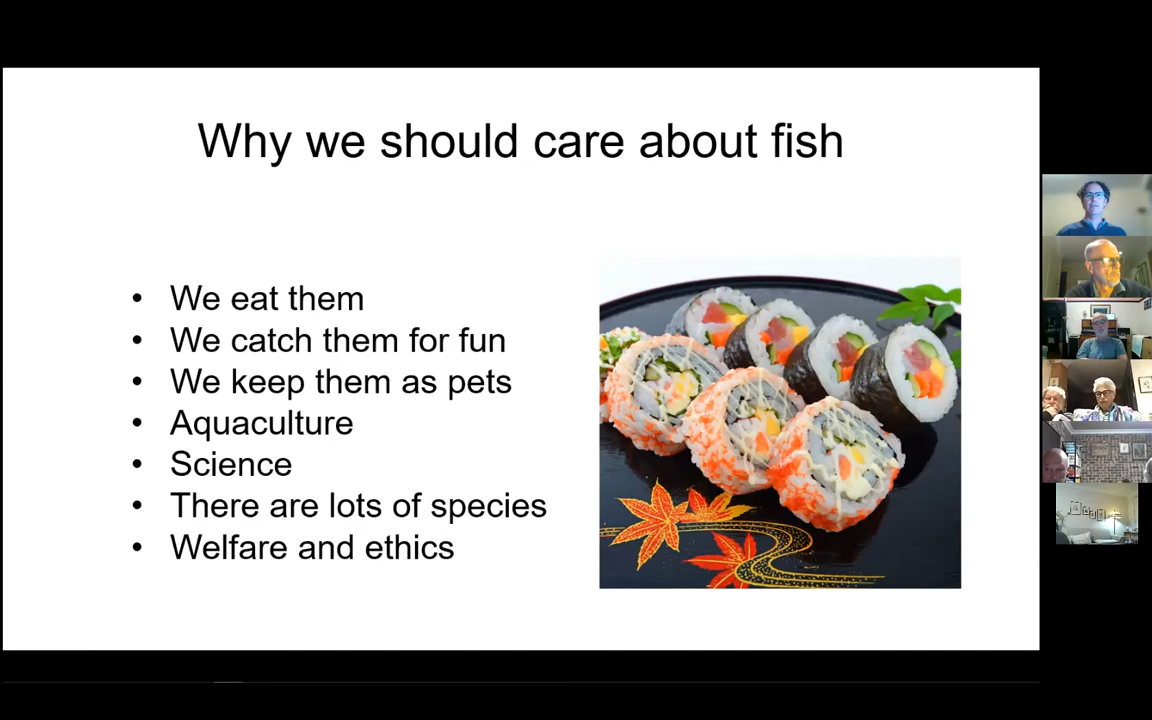 Why we should care about fish
• We eat them
• We catch them for fun
• We keep them as pets
• Aquaculture
• Science
• There are lots of species
• Welfare and ethics